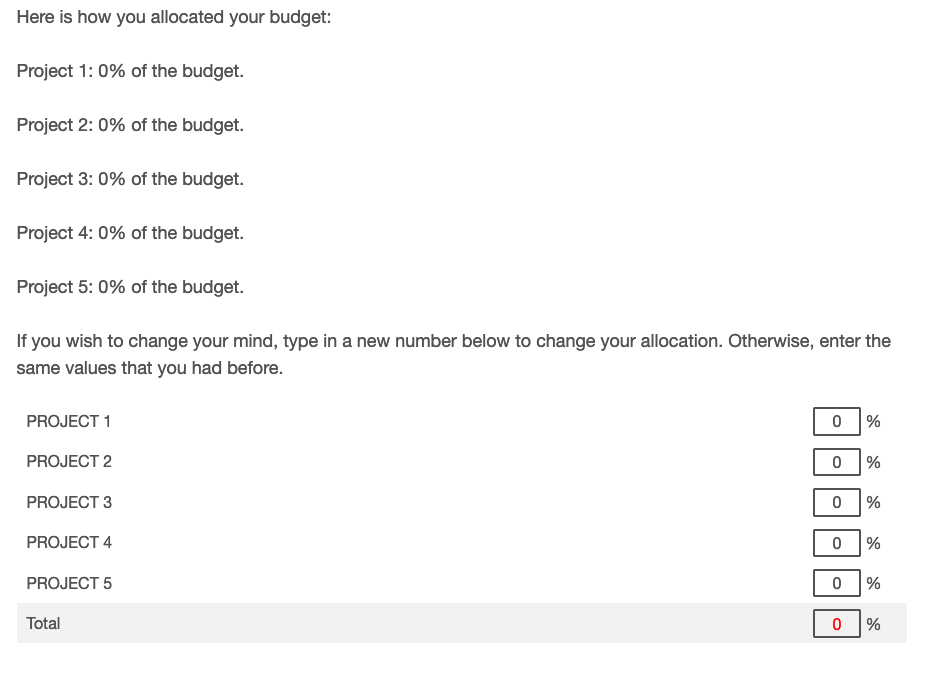 Here is how you allocated your budget:
Project 1: 0% of the budget.
Project 2: 0% of the budget.
Project 3: 0% of the budget.
Project 4: 0% of the budget.
Project 5: 0% of the budget.
If you wish to change your mind, type in a new number below to change your allocation. Otherwise, enter the
same values that you had before.
PROJECT 1 0 %
PROJECT 2 0 %
PROJECT 3 0 %
PROJECT 4 0 %
PROJECT 5 0 %
Total 0 %